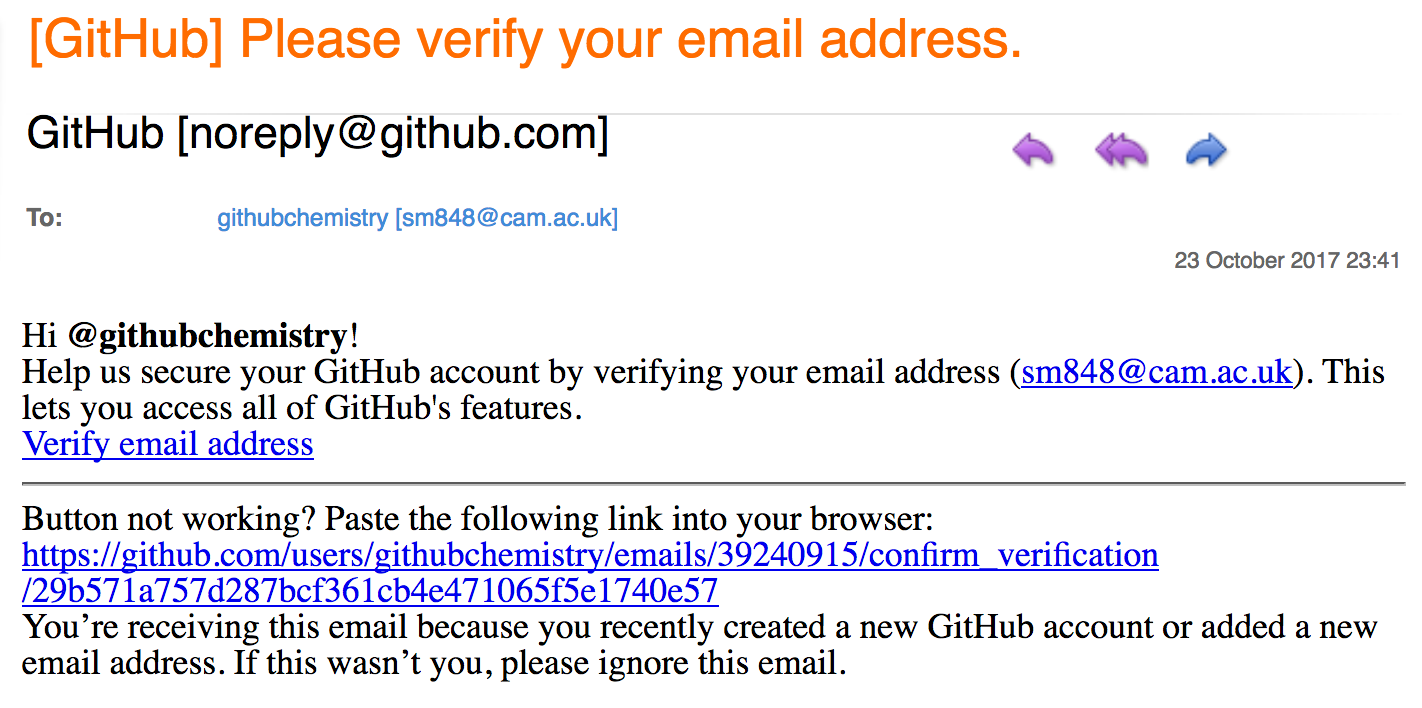 [GitHub] Please verify your email address.
GitHub [noreply@github.com]
To: githubchemistry [sm848@cam.ac.uk]
23 October 2017 23:41
Hi @githubchemistry!
Help us secure your GitHub account by verifying your email address (sm848@cam.ac.uk). This
lets you access all of GitHub's features.
Verify email address
Button not working? Paste the following link into your browser:
https://github.com/users/githubchemistry/emails/39240915/confirm_verification
/29b571a757d287bcf361cb4e471065f5e1740e57
You’re receiving this email because you recently created a new GitHub account or added a new
email address. If this wasn’t you, please ignore this email.